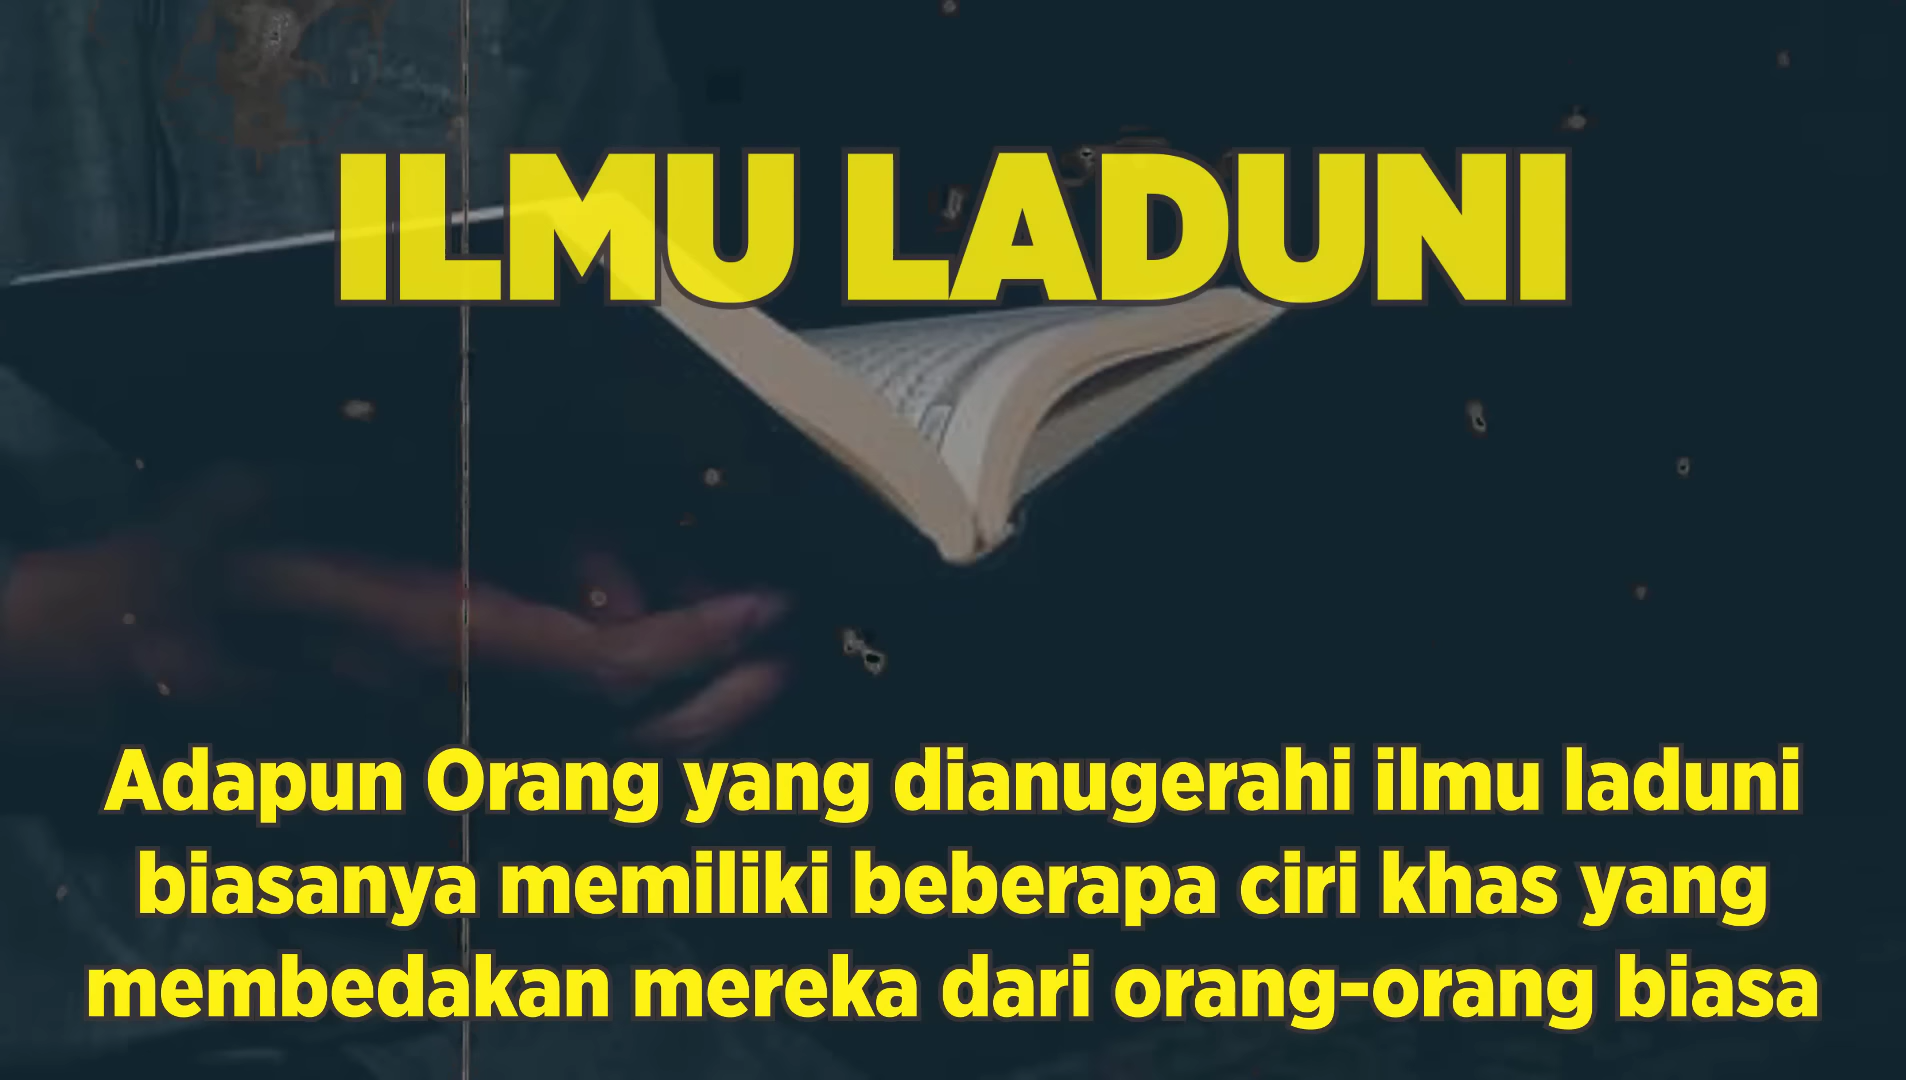 ILMU LADUNI
Adapun Orang yang dianugerahi ilmu laduni
biasanya memiliki beberapa ciri khas yang
membedakan mereka dari orang-orang biasa